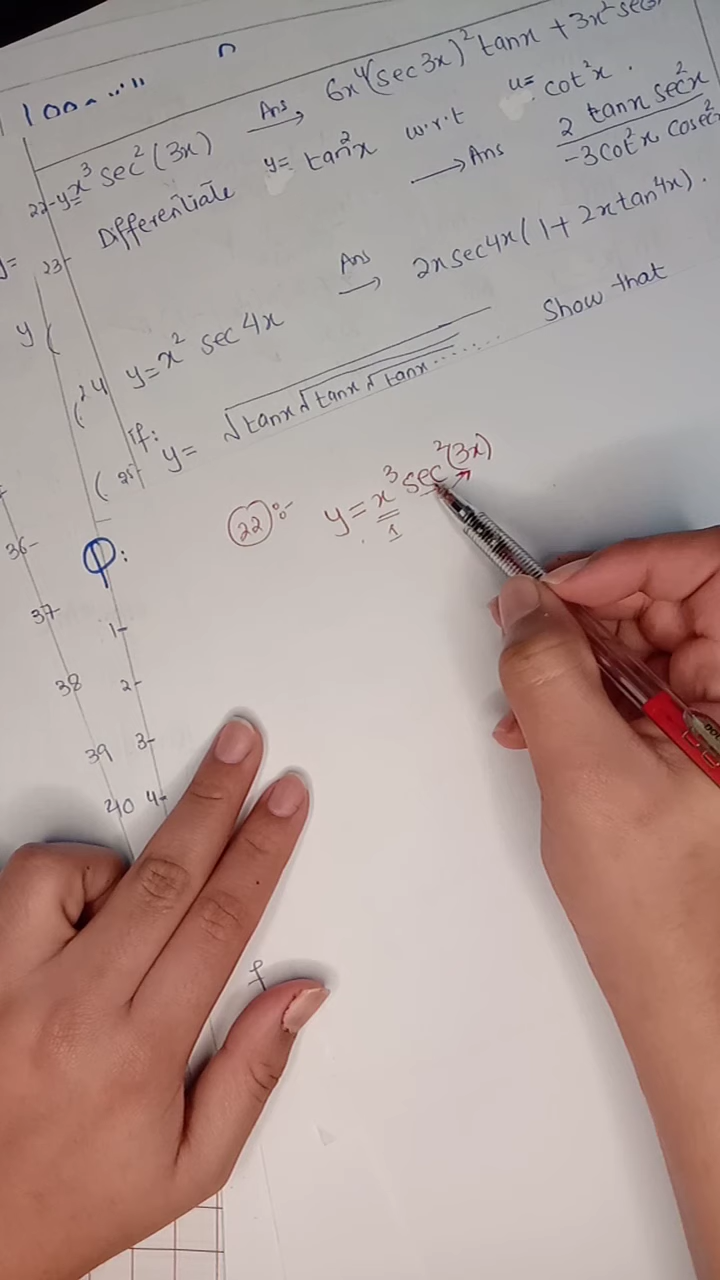 22- y= x³ sec² (3x) Ans → 6x⁴(sec 3x)² tanx + 3x² sec
23- Differentiale y= tan²x w.r.t u= cot³x. → Ans 2 tanx sec²x / -3cot²x cosec²x
(24 y= x² sec 4x Ans → 2x sec4x ( 1+ 2x tan⁴x).
(25- If: y= √tanx √tanx √tanx ....... Show that
22:- y = x³ sec²(3x)
1
φ:
36-
37
1-
38
2-
39
3-
40
4-
f